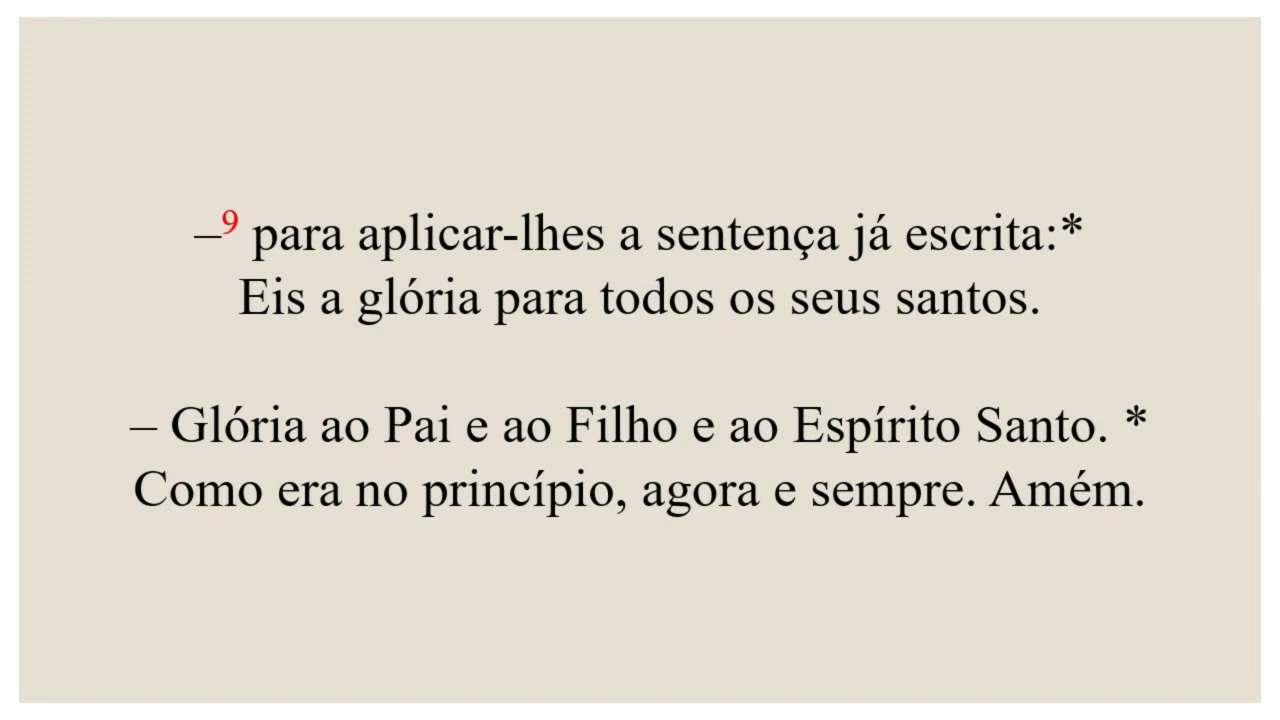 –⁹ para aplicar-lhes a sentença já escrita:*
Eis a glória para todos os seus santos.
– Glória ao Pai e ao Filho e ao Espírito Santo. *
Como era no princípio, agora e sempre. Amém.